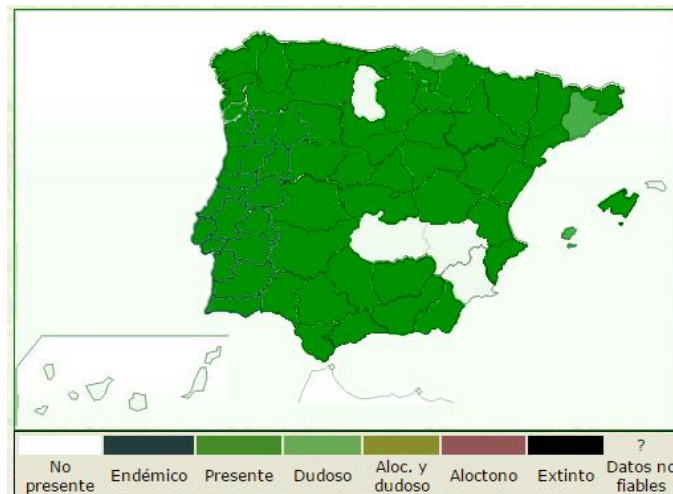 ?
No presente
Endémico
Presente
Dudoso
Aloc. y dudoso
Aloctono
Extinto
Datos no fiables